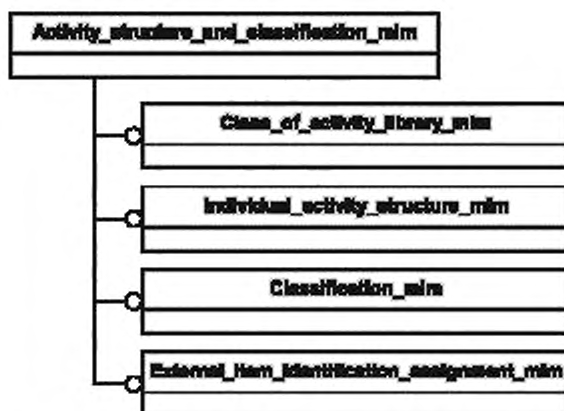 Activity_structure_and_classification_mim
Class_of_activity_library_mim
Individual_activity_structure_mim
Classification_mim
External_item_identification_assignment_mim